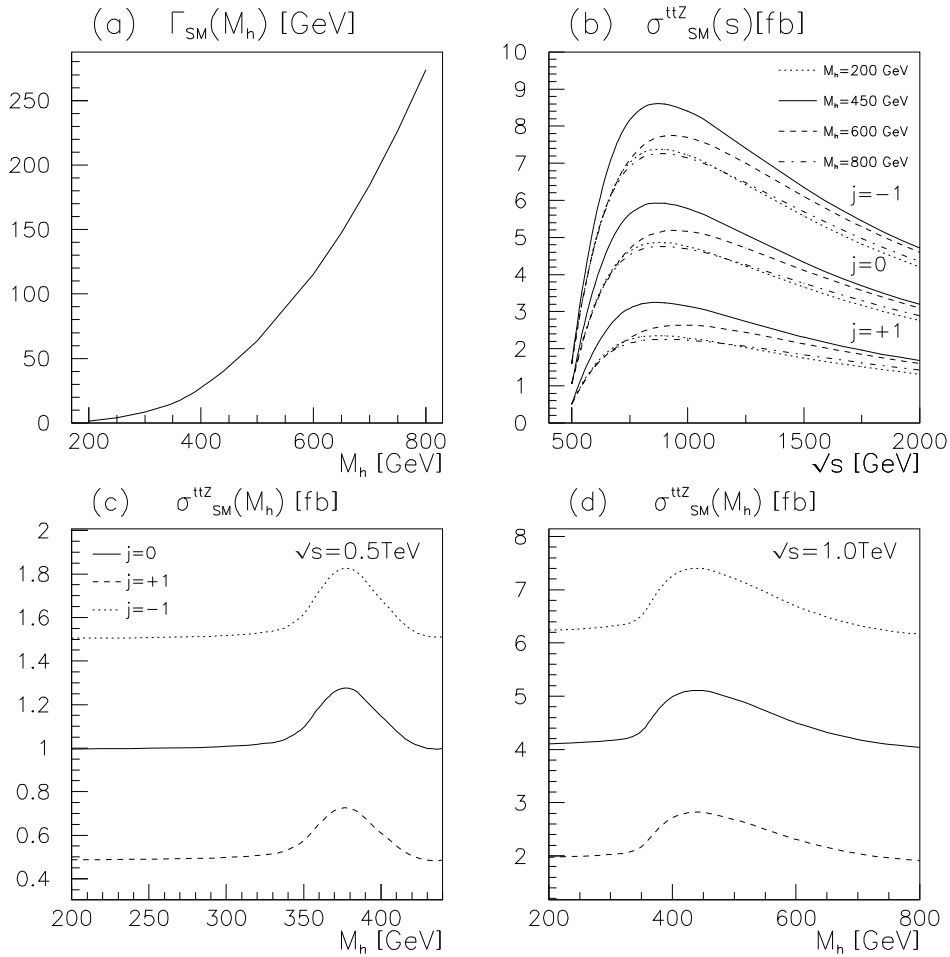 (a) Γ_SM(M_h) [GeV]
250
200
150
100
50
0
200 400 600 800
M_h [GeV]
(b) σ^ttZ_SM(s)[fb]
10
9
8
7
6
5
4
3
2
1
0
M_h=200 GeV
M_h=450 GeV
M_h=600 GeV
M_h=800 GeV
j=−1
j=0
j=+1
500 1000 1500 2000
√s [GeV]
(c) σ^ttZ_SM(M_h) [fb]
2
1.8
1.6
1.4
1.2
1
0.8
0.6
0.4
j=0
j=+1
j=−1
√s=0.5TeV
200 250 300 350 400
M_h [GeV]
(d) σ^ttZ_SM(M_h) [fb]
8
7
6
5
4
3
2
√s=1.0TeV
200 400 600 800
M_h [GeV]